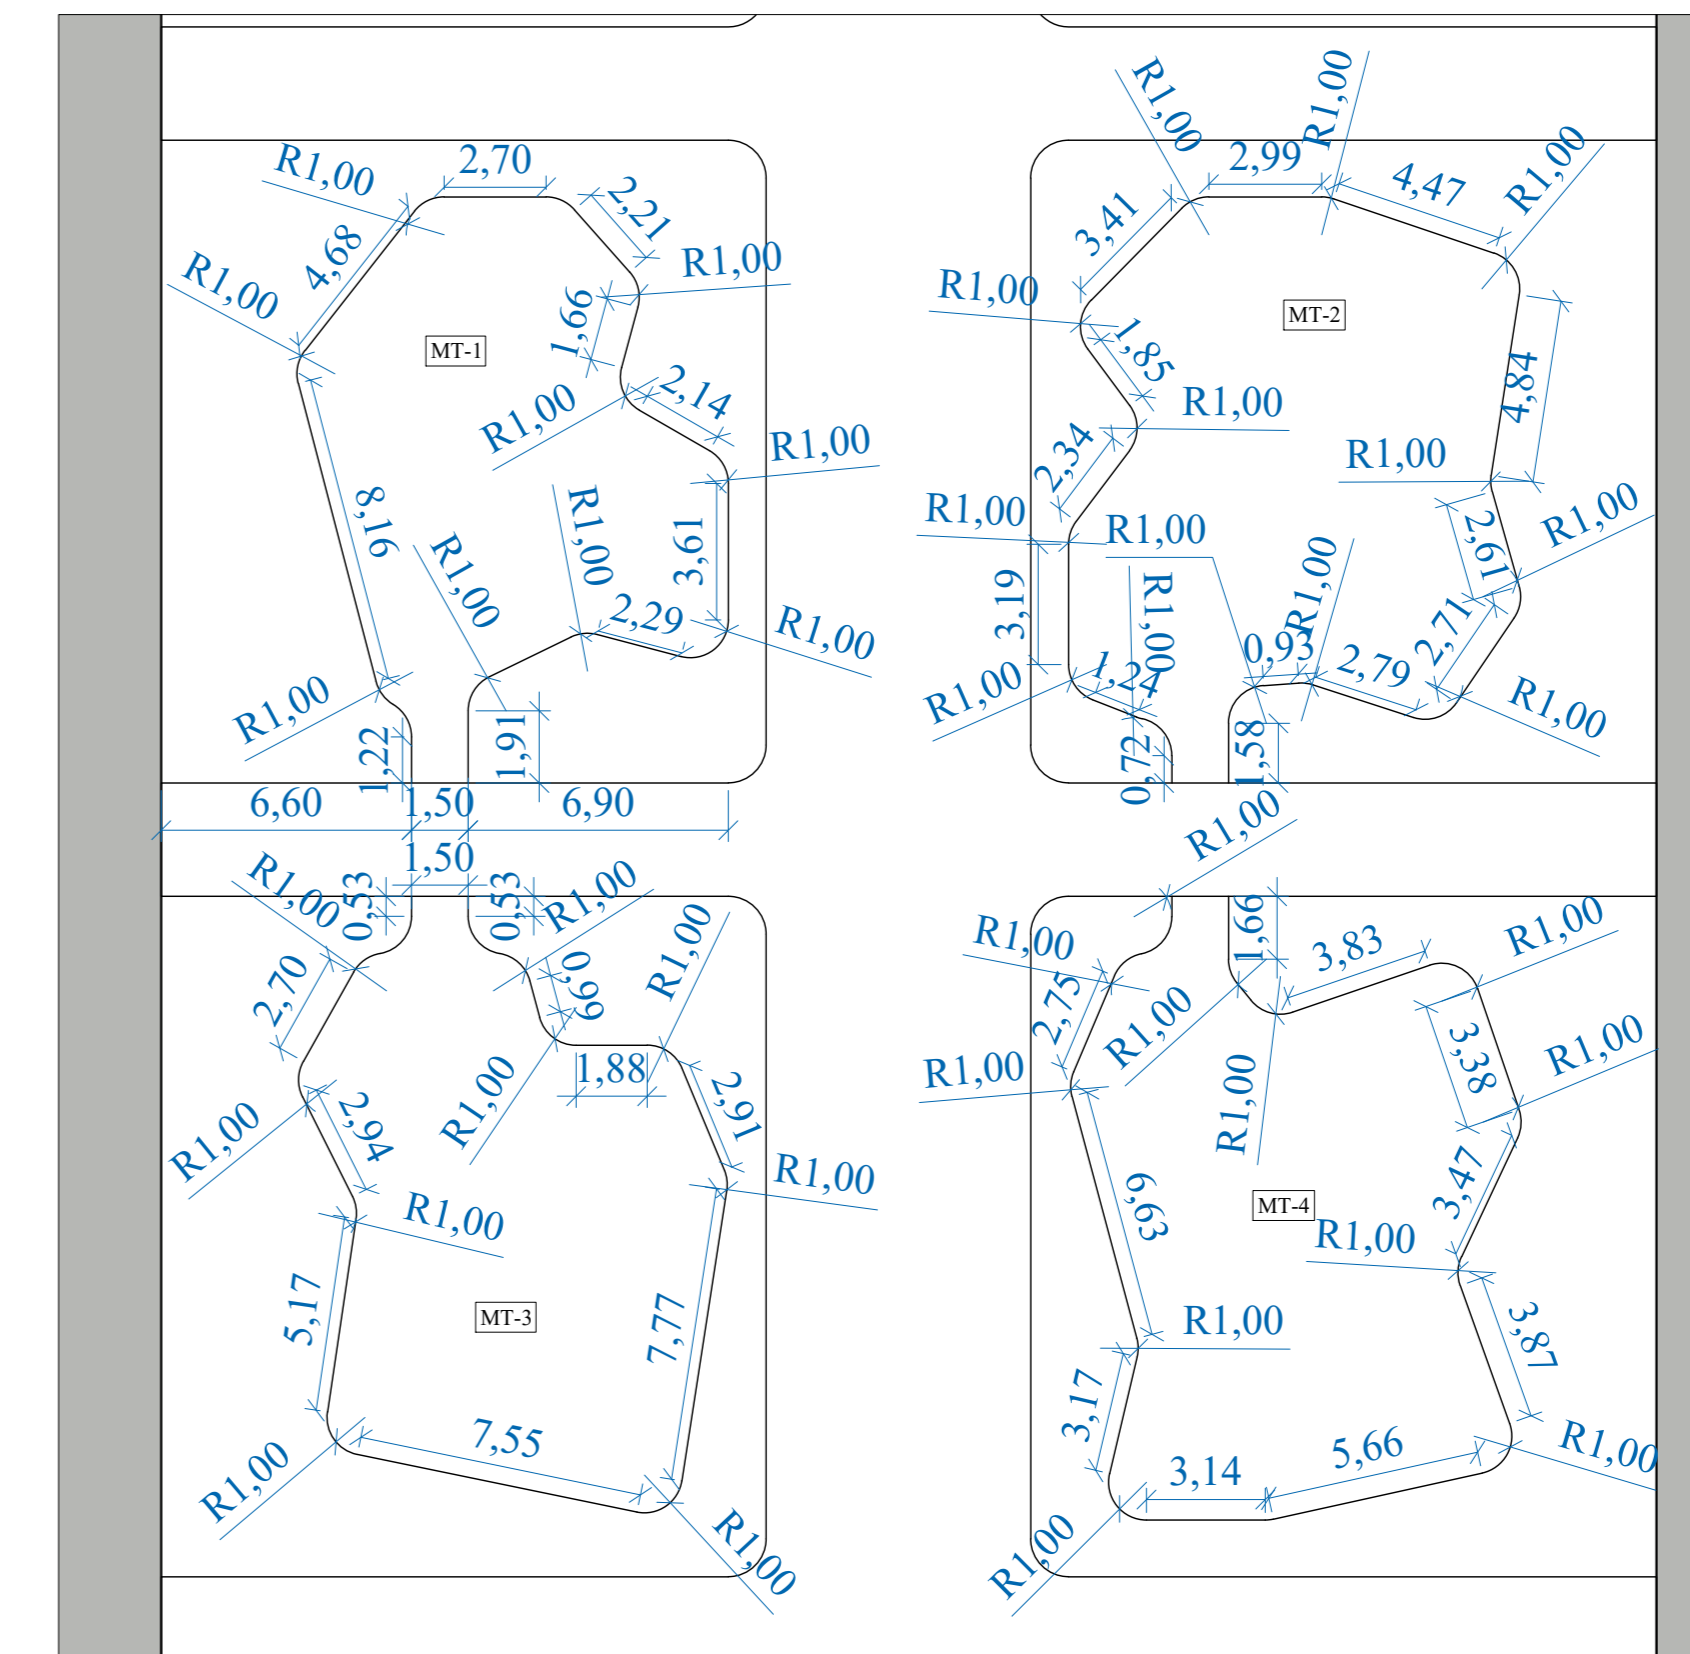 R1,00
2,70
2,21
4,68
R1,00
R1,00
1,66
MT-1
2,14
R1,00
R1,00
8,16
R1,00
R1,00
3,61
2,29
R1,00
R1,00
1,22
1,91
6,60
1,50
6,90
R1,00
2,99
R1,00
4,47
R1,00
3,41
R1,00
MT-2
1,85
R1,00
4,84
2,34
R1,00
R1,00
R1,00
2,61
R1,00
3,19
R1,00
R1,00
1,24
R1,00
0,93
2,79
2,71
R1,00
0,72
1,58
R1,00
1,50
R1,00
0,53
0,53
R1,00
2,70
0,99
R1,00
R1,00
1,88
2,91
R1,00
2,94
R1,00
R1,00
5,17
MT-3
7,77
7,55
R1,00
R1,00
R1,00
1,66
3,83
R1,00
2,75
R1,00
R1,00
R1,00
3,38
R1,00
6,63
MT-4
3,47
R1,00
R1,00
3,87
3,17
3,14
5,66
R1,00
R1,00